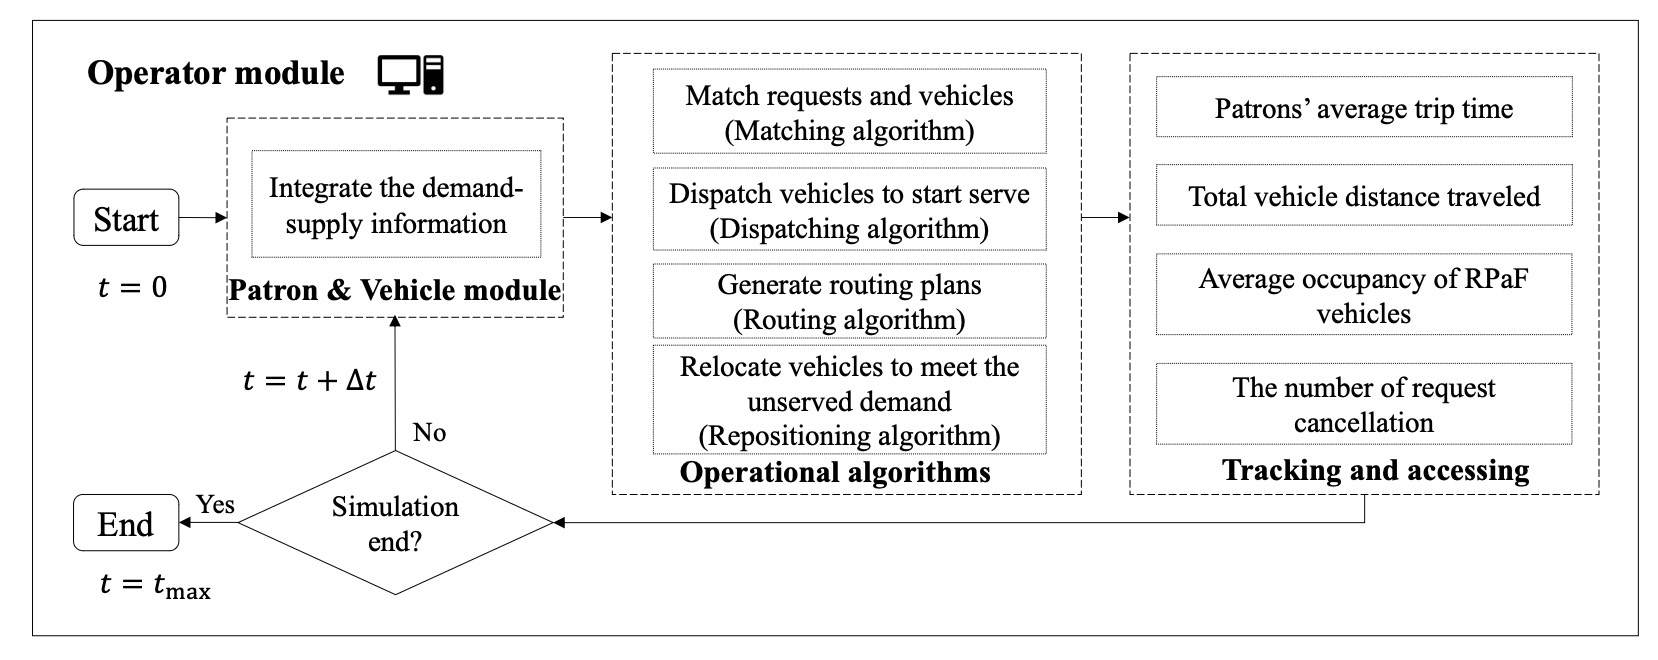 Operator module
Start
t = 0
Integrate the demand-
supply information
Patron & Vehicle module
Match requests and vehicles
(Matching algorithm)
Dispatch vehicles to start serve
(Dispatching algorithm)
Generate routing plans
(Routing algorithm)
Relocate vehicles to meet the
unserved demand
(Repositioning algorithm)
Operational algorithms
Patrons’ average trip time
Total vehicle distance traveled
Average occupancy of RPaF
vehicles
The number of request
cancellation
Tracking and accessing
t = t + Δt
No
Simulation
end?
Yes
End
t = tmax